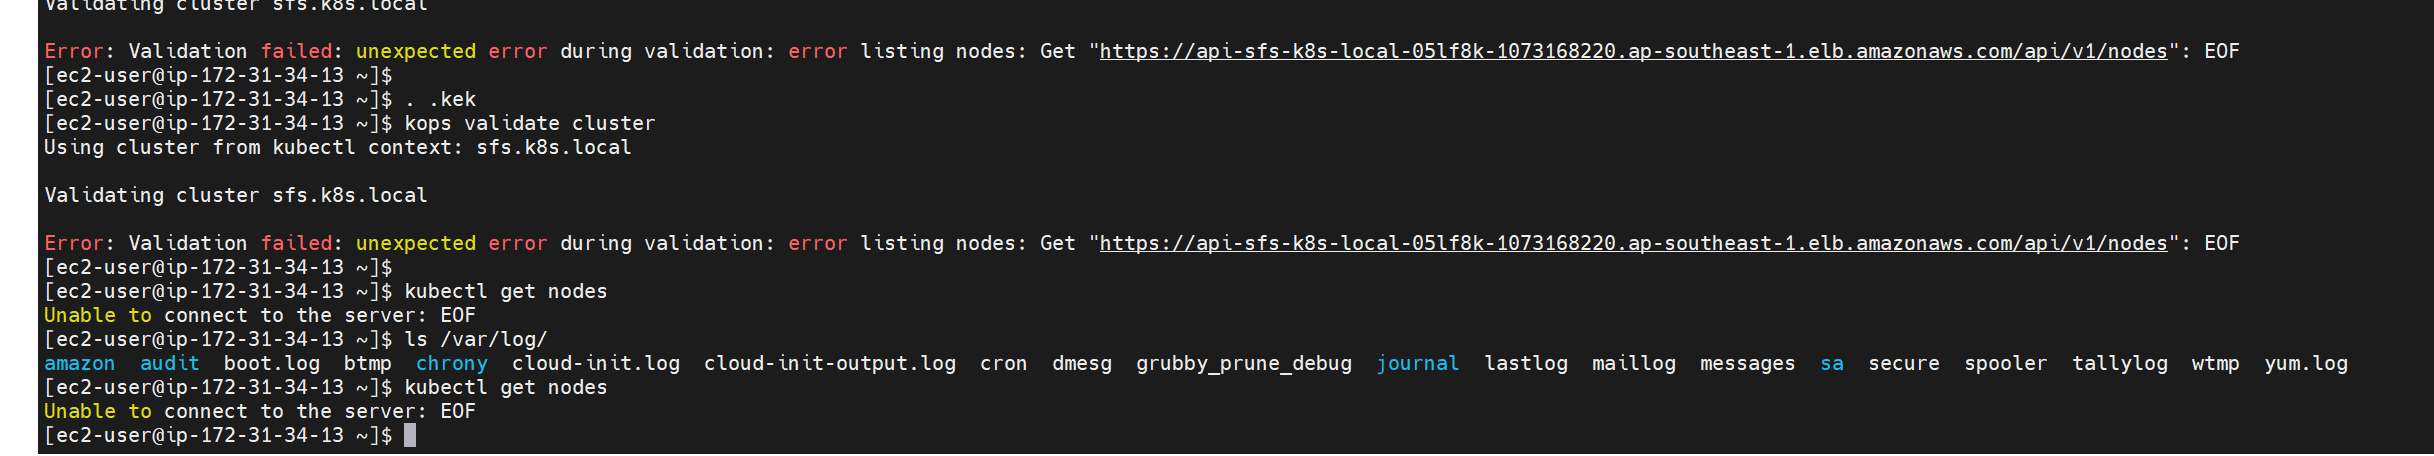 Validating cluster sfs.k8s.local
Error: Validation failed: unexpected error during validation: error listing nodes: Get "https://api-sfs-k8s-local-05lf8k-1073168220.ap-southeast-1.elb.amazonaws.com/api/v1/nodes": EOF
[ec2-user@ip-172-31-34-13 ~]$
[ec2-user@ip-172-31-34-13 ~]$ . .kek
[ec2-user@ip-172-31-34-13 ~]$ kops validate cluster
Using cluster from kubectl context: sfs.k8s.local
Validating cluster sfs.k8s.local
Error: Validation failed: unexpected error during validation: error listing nodes: Get "https://api-sfs-k8s-local-05lf8k-1073168220.ap-southeast-1.elb.amazonaws.com/api/v1/nodes": EOF
[ec2-user@ip-172-31-34-13 ~]$
[ec2-user@ip-172-31-34-13 ~]$ kubectl get nodes
Unable to connect to the server: EOF
[ec2-user@ip-172-31-34-13 ~]$ ls /var/log/
amazon audit boot.log btmp chrony cloud-init.log cloud-init-output.log cron dmesg grubby_prune_debug journal lastlog maillog messages sa secure spooler tallylog wtmp yum.log
[ec2-user@ip-172-31-34-13 ~]$ kubectl get nodes
Unable to connect to the server: EOF
[ec2-user@ip-172-31-34-13 ~]$